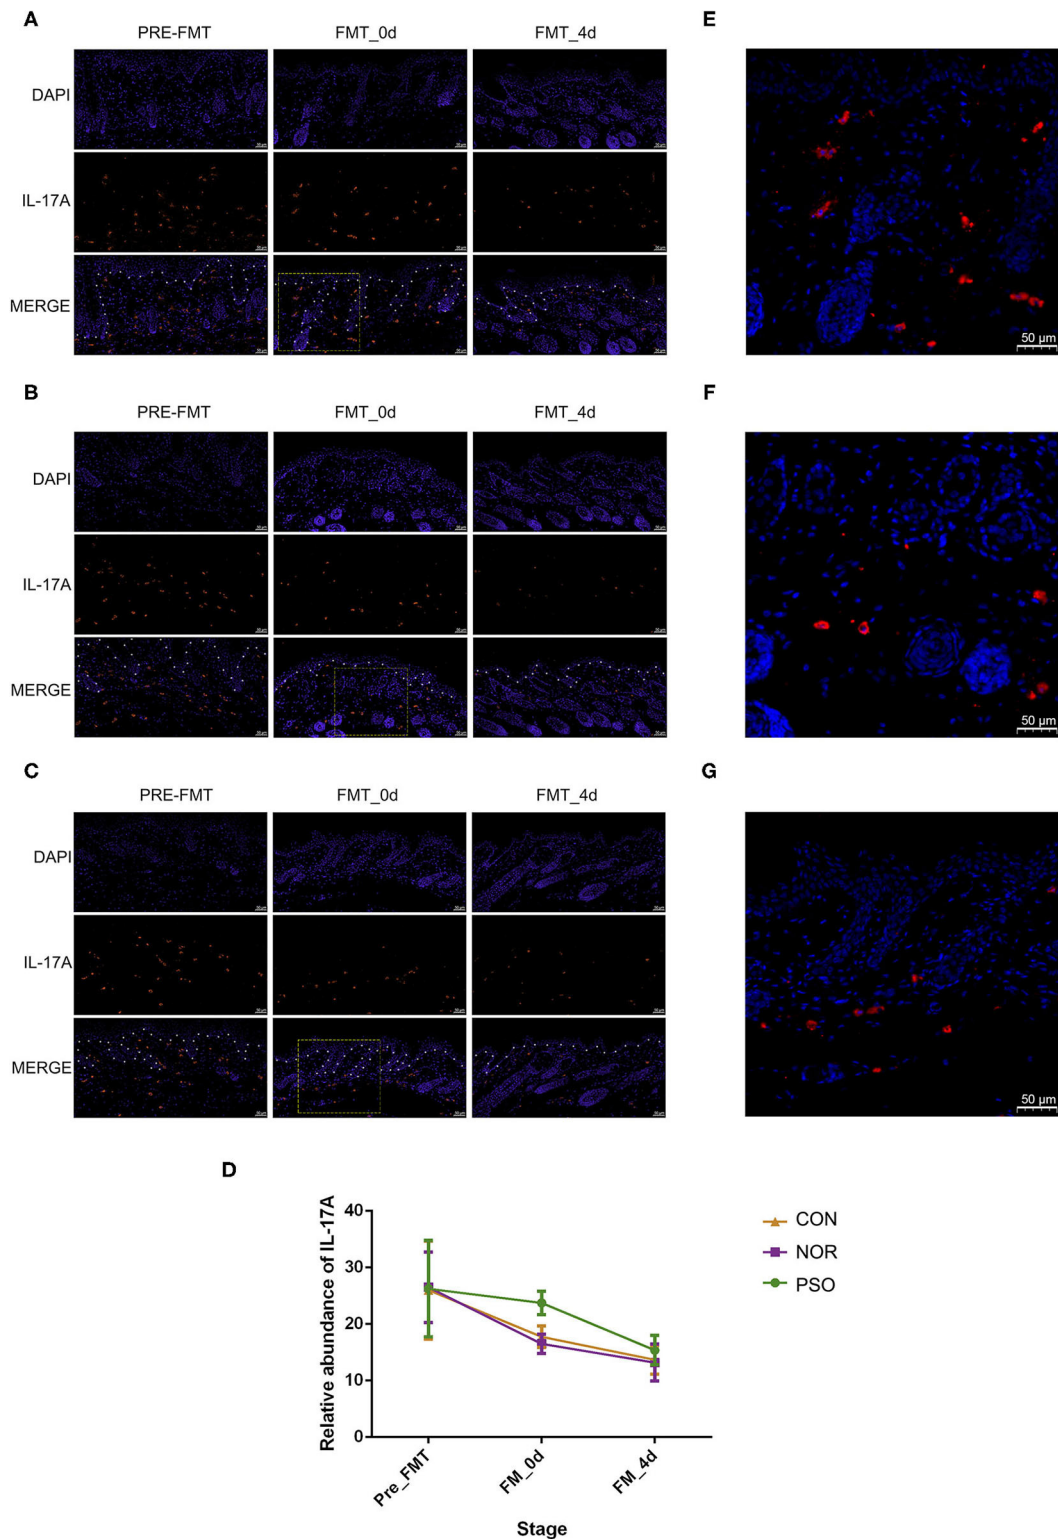 A
PRE-FMT FMT_0d FMT_4d
DAPI
IL-17A
MERGE
E
50 µm
B
PRE-FMT FMT_0d FMT_4d
DAPI
IL-17A
MERGE
F
50 µm
C
PRE-FMT FMT_0d FMT_4d
DAPI
IL-17A
MERGE
G
50 µm
D
Relative abundance of IL-17A
40
30
20
10
0
Pre_FMT
FM_0d
FM_4d
Stage
CON
NOR
PSO